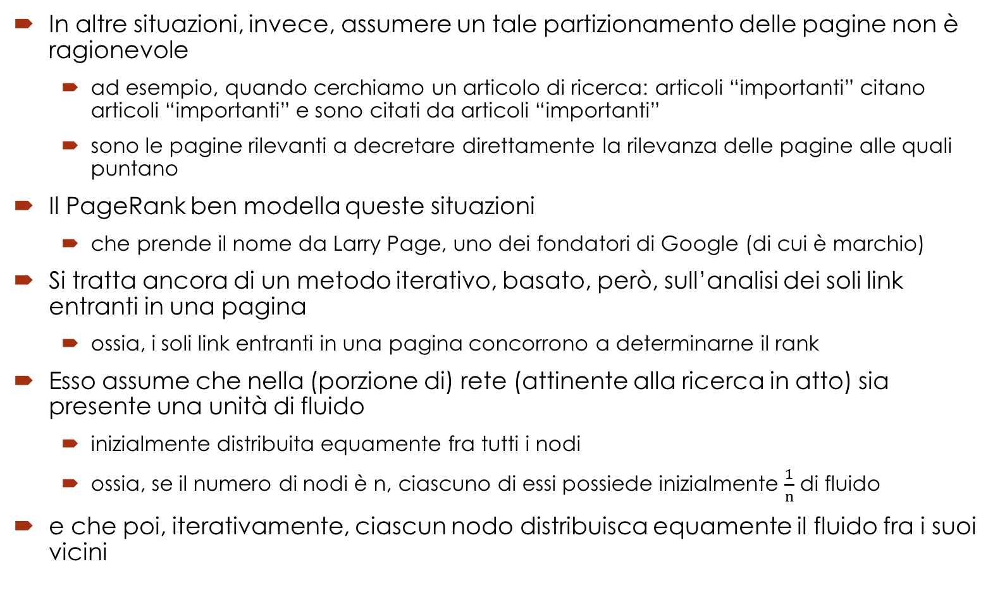 In altre situazioni, invece, assumere un tale partizionamento delle pagine non è
ragionevole
ad esempio, quando cerchiamo un articolo di ricerca: articoli “importanti” citano
articoli “importanti” e sono citati da articoli “importanti”
sono le pagine rilevanti a decretare direttamente la rilevanza delle pagine alle quali
puntano
Il PageRank ben modella queste situazioni
che prende il nome da Larry Page, uno dei fondatori di Google (di cui è marchio)
Si tratta ancora di un metodo iterativo, basato, però, sull’analisi dei soli link
entranti in una pagina
ossia, i soli link entranti in una pagina concorrono a determinarne il rank
Esso assume che nella (porzione di) rete (attinente alla ricerca in atto) sia
presente una unità di fluido
inizialmente distribuita equamente fra tutti i nodi
ossia, se il numero di nodi è n, ciascuno di essi possiede inizialmente 1/n di fluido
e che poi, iterativamente, ciascun nodo distribuisca equamente il fluido fra i suoi
vicini